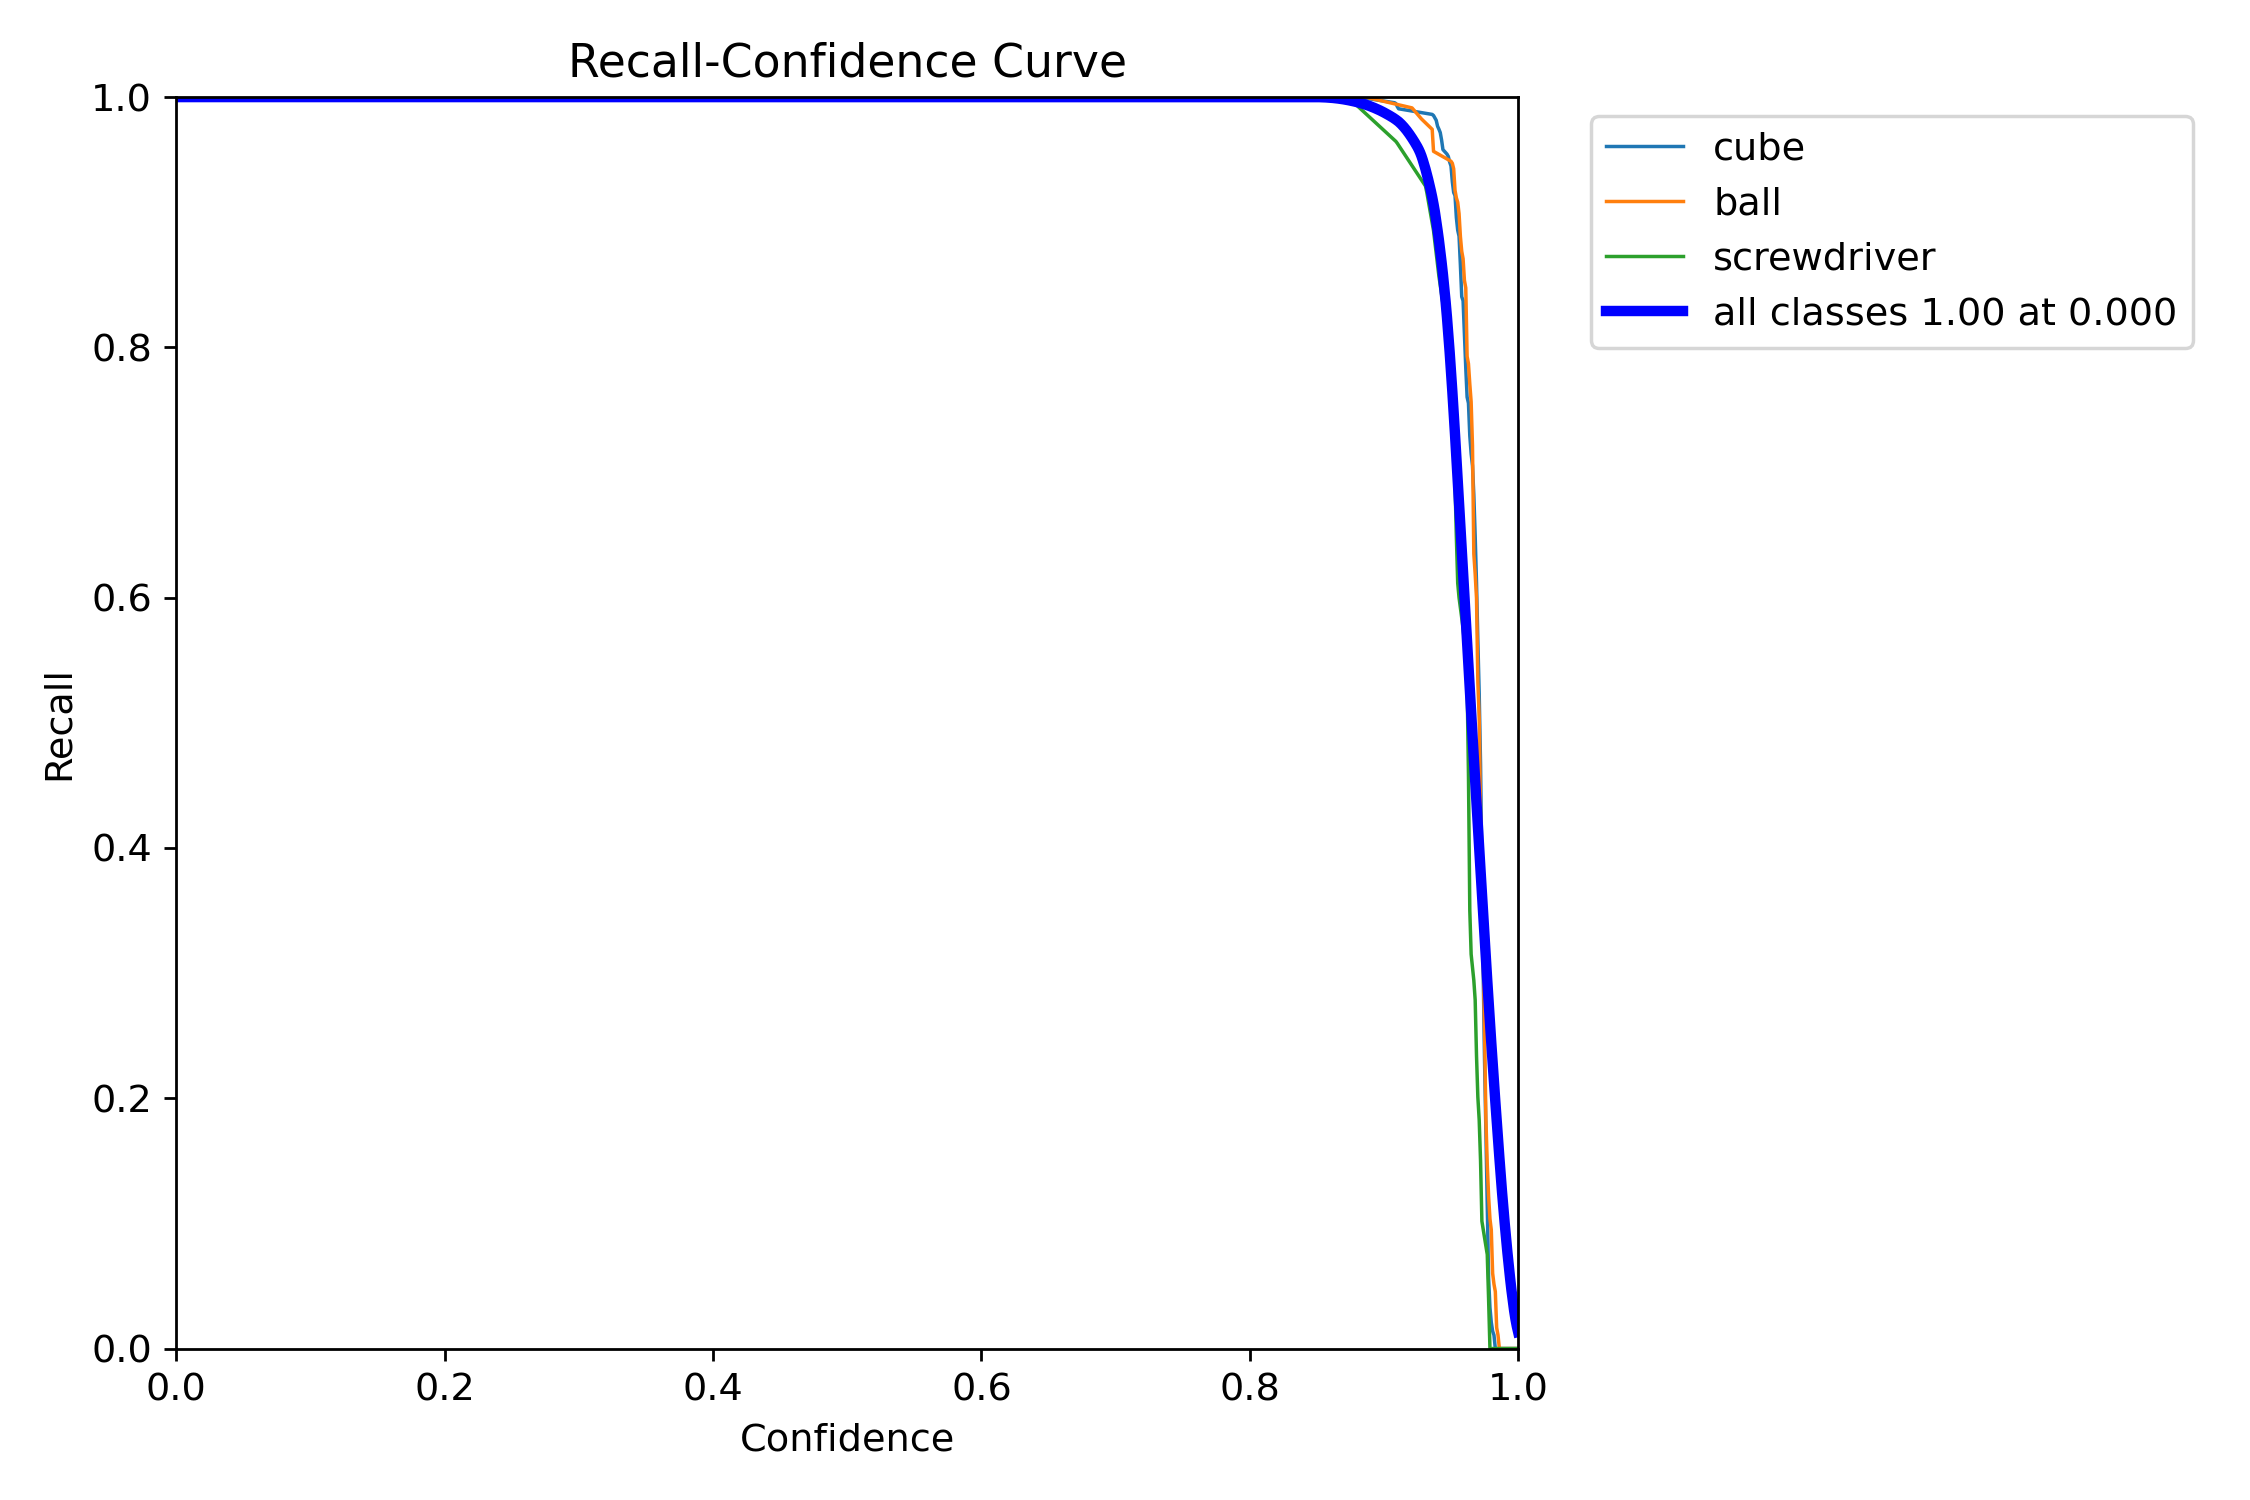 Recall-Confidence Curve
1.0
0.8
0.6
0.4
0.2
0.0
Recall
0.0 0.2 0.4 0.6 0.8 1.0
Confidence
cube
ball
screwdriver
all classes 1.00 at 0.000